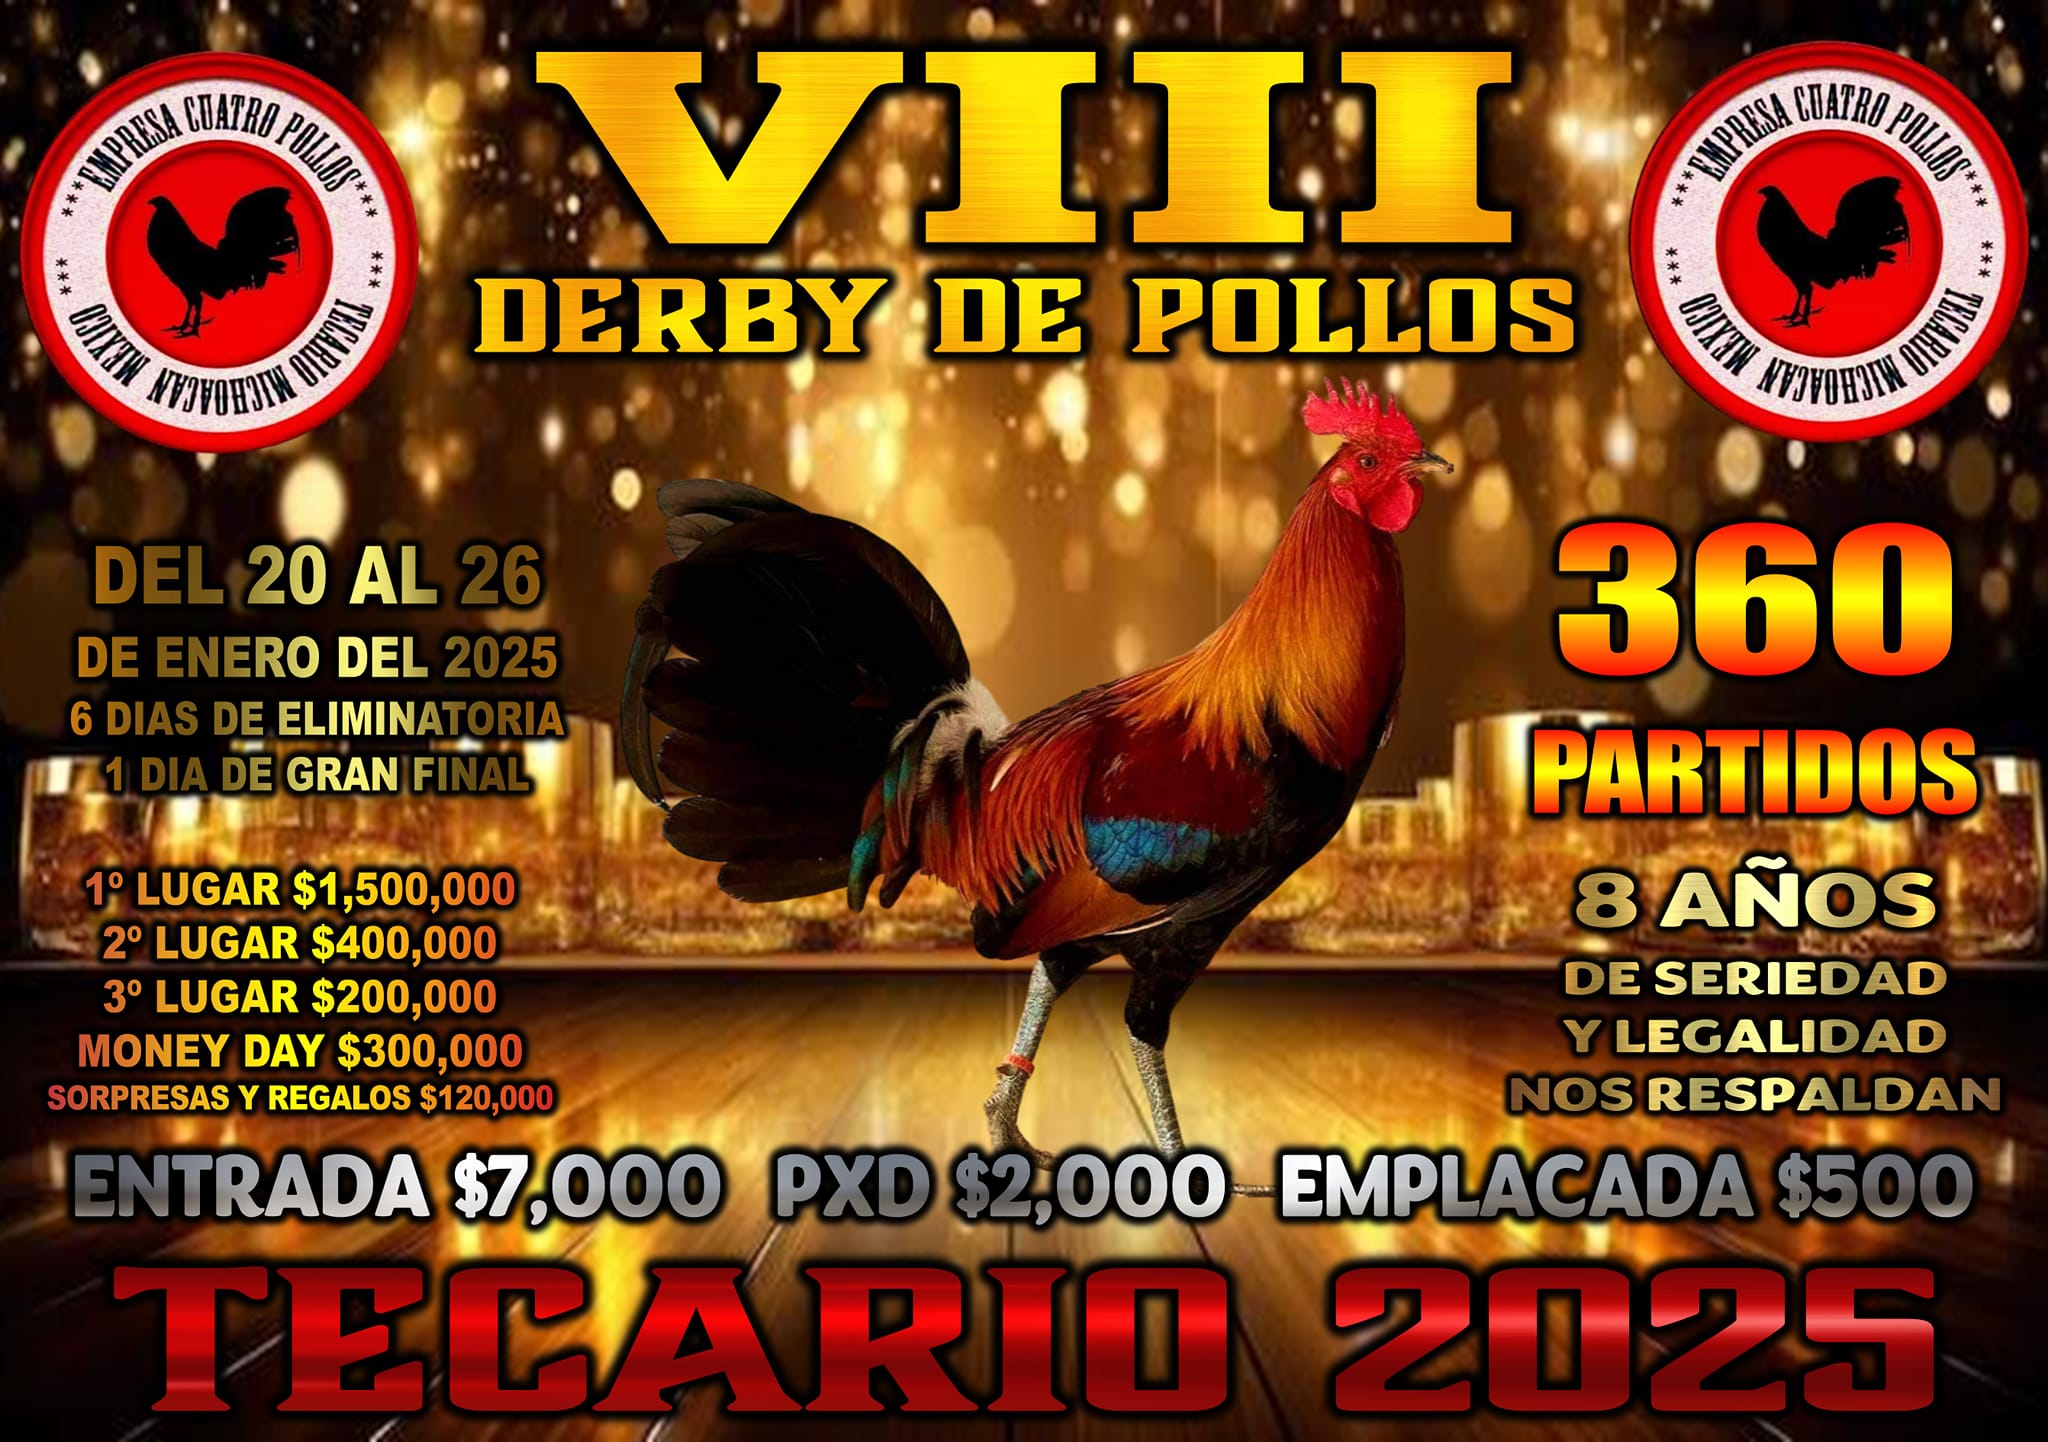 ***EMPRESA CUATRO POLLOS***
*** TECARIO MICHOACAN MEXICO ***
VIII
DERBY DE POLLOS
***EMPRESA CUATRO POLLOS***
*** TECARIO MICHOACAN MEXICO ***
DEL 20 AL 26
DE ENERO DEL 2025
6 DIAS DE ELIMINATORIA
1 DIA DE GRAN FINAL
1º LUGAR $1,500,000
2º LUGAR $400,000
3º LUGAR $200,000
MONEY DAY $300,000
SORPRESAS Y REGALOS $120,000
360
PARTIDOS
8 AÑOS
DE SERIEDAD
Y LEGALIDAD
NOS RESPALDAN
ENTRADA $7,000 PXD $2,000 EMPLACADA $500
TECARIO 2025